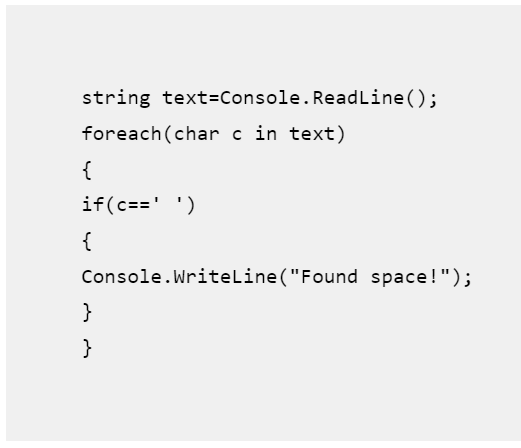 string text=Console.ReadLine();
foreach(char c in text)
{
if(c==' ')
{
Console.WriteLine("Found space!");
}
}